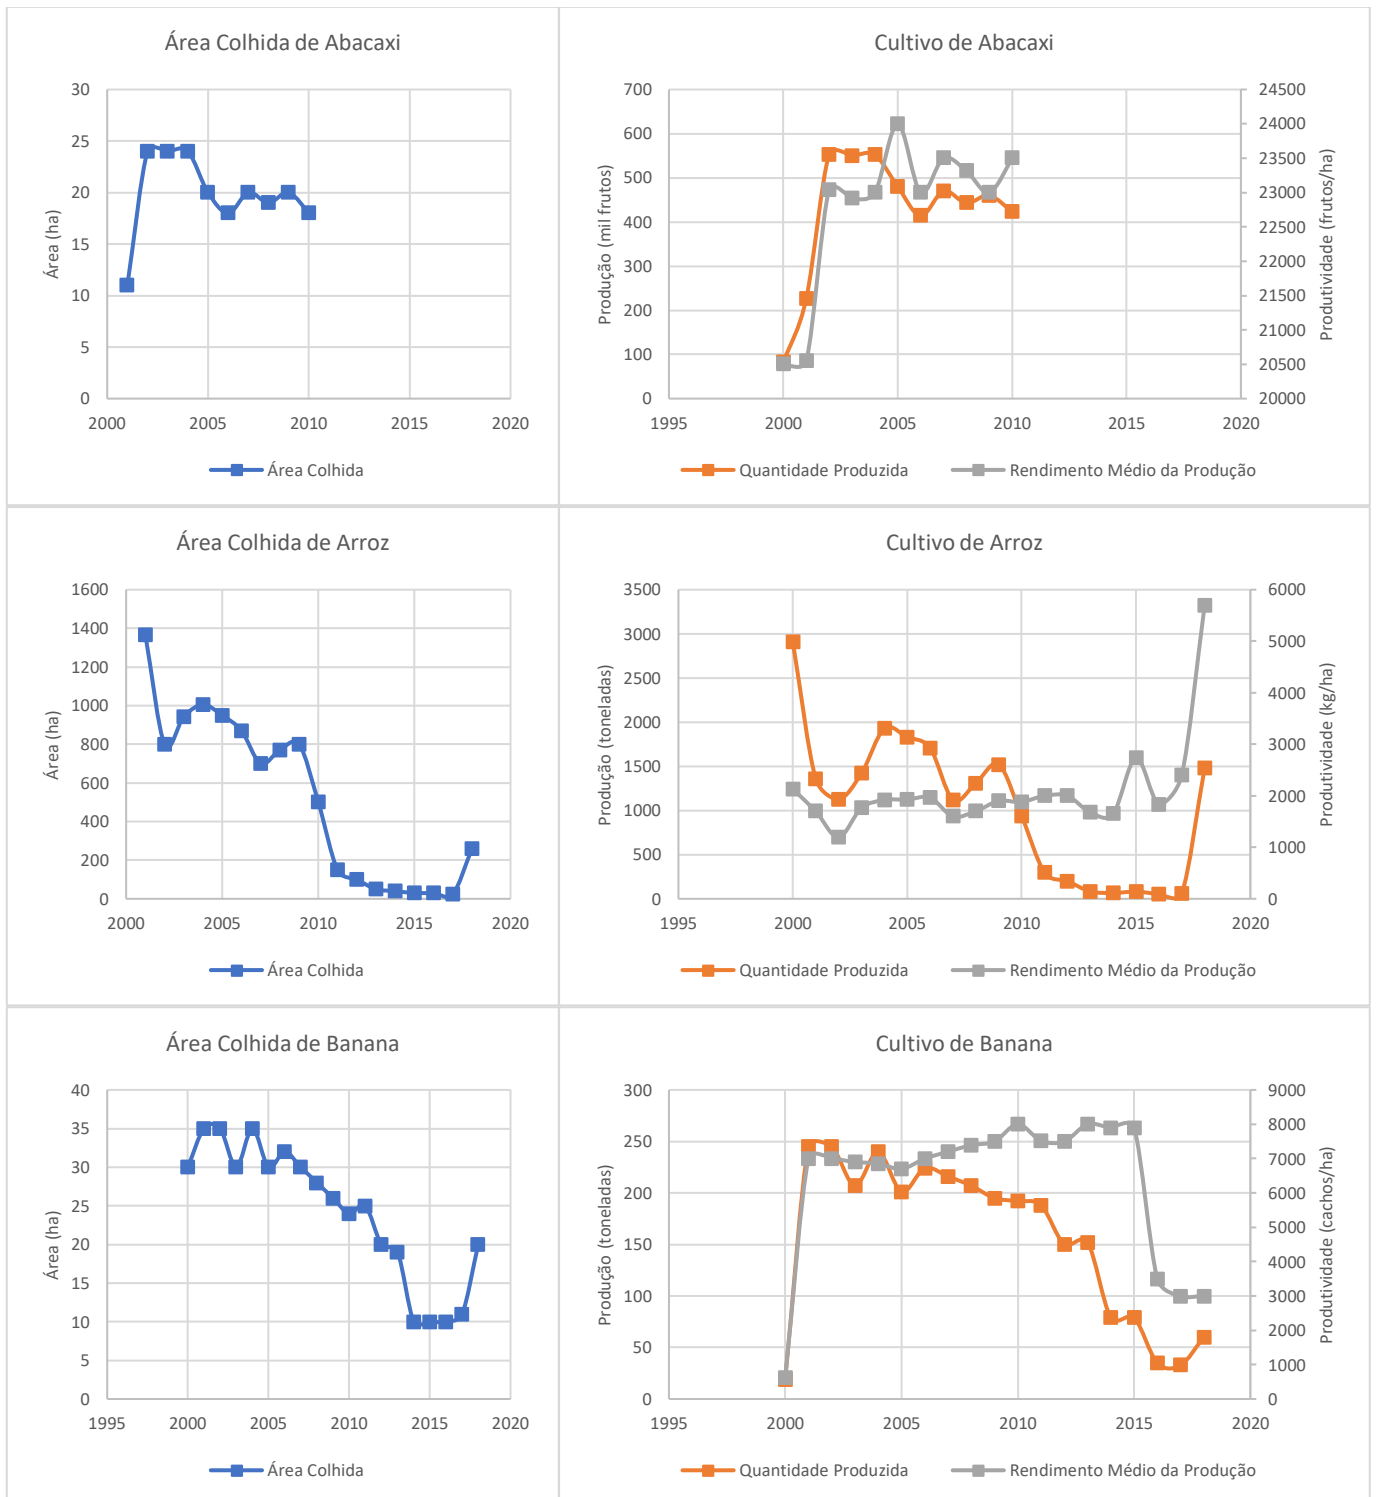 Área Colhida de Abacaxi
30
25
20
15
10
5
0
Área (ha)
2000 2005 2010 2015 2020
Área Colhida
Cultivo de Abacaxi
700
600
500
400
300
200
100
0
Produção (mil frutos)
24500
24000
23500
23000
22500
22000
21500
21000
20500
20000
Produtividade (frutos/ha)
1995 2000 2005 2010 2015 2020
Quantidade Produzida Rendimento Médio da Produção
Área Colhida de Arroz
1600
1400
1200
1000
800
600
400
200
0
Área (ha)
2000 2005 2010 2015 2020
Área Colhida
Cultivo de Arroz
3500
3000
2500
2000
1500
1000
500
0
Produção (toneladas)
6000
5000
4000
3000
2000
1000
0
Produtividade (kg/ha)
1995 2000 2005 2010 2015 2020
Quantidade Produzida Rendimento Médio da Produção
Área Colhida de Banana
40
35
30
25
20
15
10
5
0
Área (ha)
1995 2000 2005 2010 2015 2020
Área Colhida
Cultivo de Banana
300
250
200
150
100
50
0
Produção (toneladas)
9000
8000
7000
6000
5000
4000
3000
2000
1000
0
Produtividade (cachos/ha)
1995 2000 2005 2010 2015 2020
Quantidade Produzida Rendimento Médio da Produção